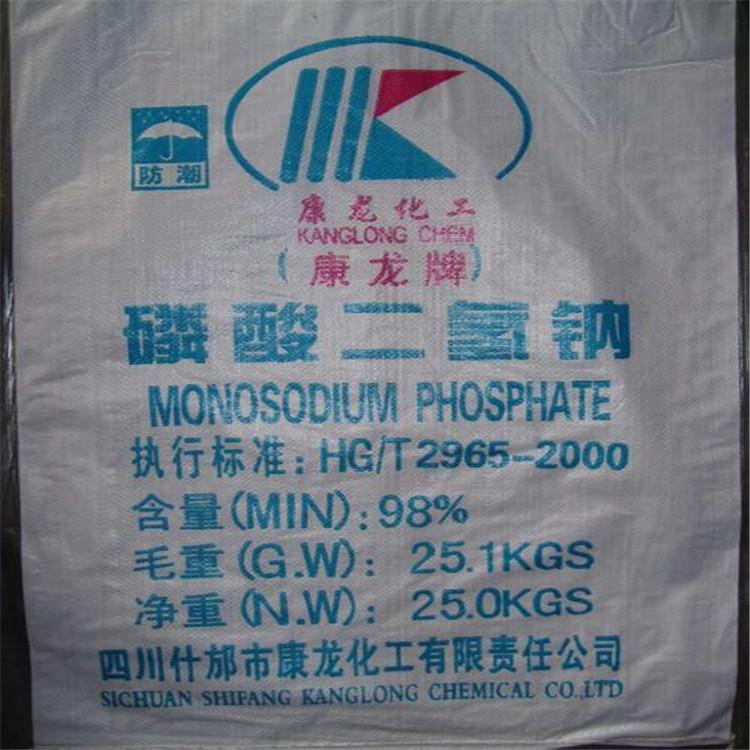 防潮
康龙化工
KANGLONG CHEM
(康龙牌)
磷酸二氢钠
MONOSODIUM PHOSPHATE
执行标准:HG/T2965-2000
含量(MIN):98%
毛重(G.W):25.1KGS
净重(N.W):25.0KGS
四川什邡市康龙化工有限责任公司
SICHUAN SHIFANG KANGLONG CHEMICAL CO.,LTD